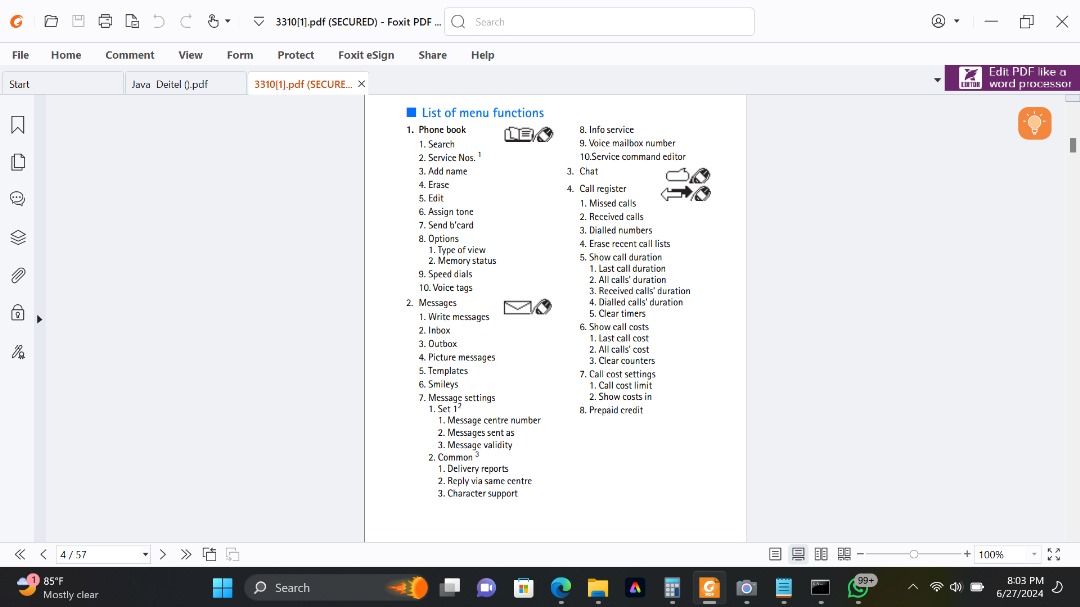 3310[1].pdf (SECURED) - Foxit PDF ...
Search
File Home Comment View Form Protect Foxit eSign Share Help
Start
Java Deitel ().pdf
3310[1].pdf (SECURE...
EDITOR
Edit PDF like a
word processor
List of menu functions
1. Phone book
1. Search
2. Service Nos. 1
3. Add name
4. Erase
5. Edit
6. Assign tone
7. Send b'card
8. Options
1. Type of view
2. Memory status
9. Speed dials
10. Voice tags
2. Messages
1. Write messages
2. Inbox
3. Outbox
4. Picture messages
5. Templates
6. Smileys
7. Message settings
1. Set 1 2
1. Message centre number
2. Messages sent as
3. Message validity
2. Common 3
1. Delivery reports
2. Reply via same centre
3. Character support
8. Info service
9. Voice mailbox number
10.Service command editor
3. Chat
4. Call register
1. Missed calls
2. Received calls
3. Dialled numbers
4. Erase recent call lists
5. Show call duration
1. Last call duration
2. All calls' duration
3. Received calls' duration
4. Dialled calls' duration
5. Clear timers
6. Show call costs
1. Last call cost
2. All calls' cost
3. Clear counters
7. Call cost settings
1. Call cost limit
2. Show costs in
8. Prepaid credit
4 / 57
100%
1
85°F
Mostly clear
Search
99+
8:03 PM
6/27/2024